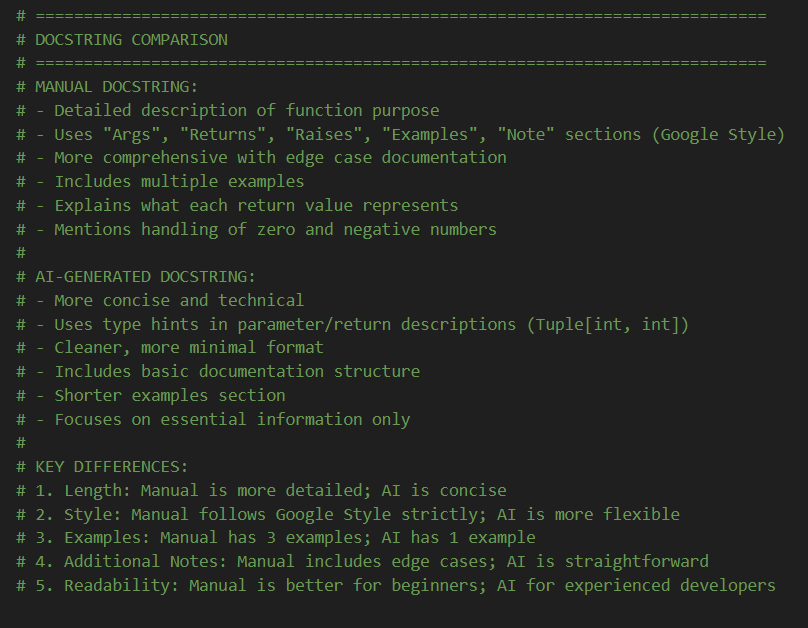 # ============================================================================
# DOCSTRING COMPARISON
# ============================================================================
# MANUAL DOCSTRING:
# - Detailed description of function purpose
# - Uses "Args", "Returns", "Raises", "Examples", "Note" sections (Google Style)
# - More comprehensive with edge case documentation
# - Includes multiple examples
# - Explains what each return value represents
# - Mentions handling of zero and negative numbers
#
# AI-GENERATED DOCSTRING:
# - More concise and technical
# - Uses type hints in parameter/return descriptions (Tuple[int, int])
# - Cleaner, more minimal format
# - Includes basic documentation structure
# - Shorter examples section
# - Focuses on essential information only
#
# KEY DIFFERENCES:
# 1. Length: Manual is more detailed; AI is concise
# 2. Style: Manual follows Google Style strictly; AI is more flexible
# 3. Examples: Manual has 3 examples; AI has 1 example
# 4. Additional Notes: Manual includes edge cases; AI is straightforward
# 5. Readability: Manual is better for beginners; AI for experienced developers